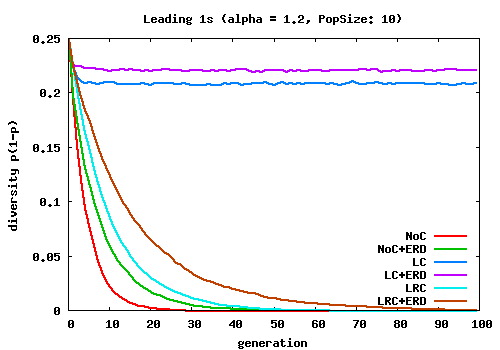 Leading 1s (alpha = 1.2, PopSize: 10)
diversity p(1-p)
0.25
0.2
0.15
0.1
0.05
0
NoC
NoC+ERD
LC
LC+ERD
LRC
LRC+ERD
0 10 20 30 40 50 60 70 80 90 100
generation